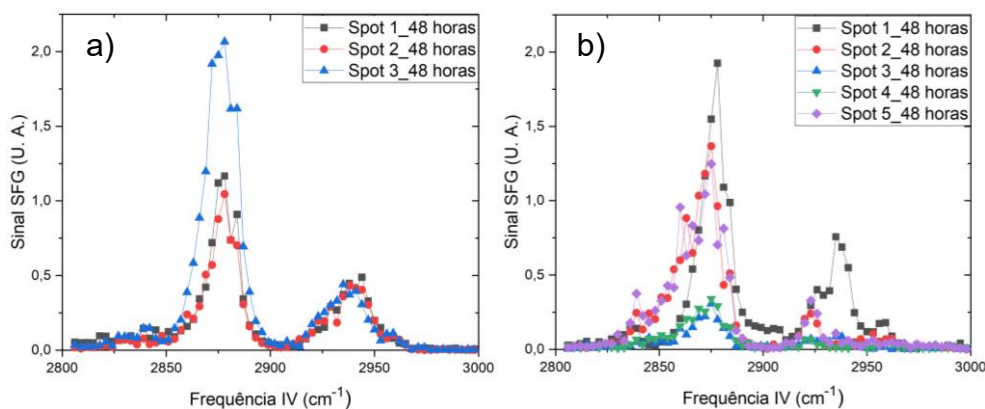 a)
Spot 1_48 horas
Spot 2_48 horas
Spot 3_48 horas
2,0
1,5
1,0
0,5
0,0
Sinal SFG (U. A.)
2800 2850 2900 2950 3000
Frequência IV (cm⁻¹)
b)
Spot 1_48 horas
Spot 2_48 horas
Spot 3_48 horas
Spot 4_48 horas
Spot 5_48 horas
2,0
1,5
1,0
0,5
0,0
Sinal SFG (U. A.)
2800 2850 2900 2950 3000
Frequência IV (cm⁻¹)